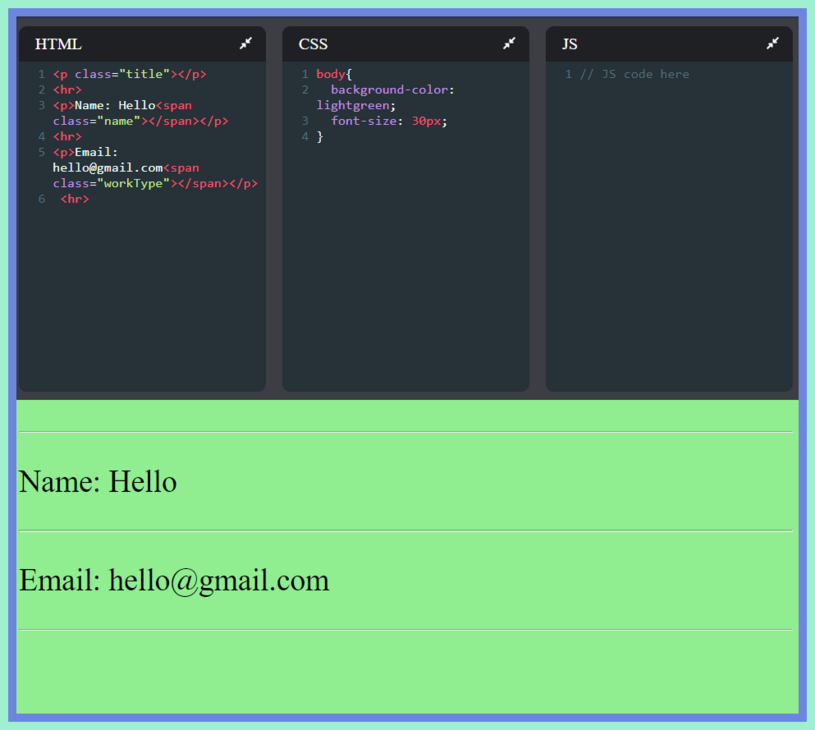 HTML
1 <p class="title"></p>
2 <hr>
3 <p>Name: Hello<span
class="name"></span></p>
4 <hr>
5 <p>Email:
hello@gmail.com<span
class="workType"></span></p>
6 <hr>
CSS
1 body{
2 background-color:
lightgreen;
3 font-size: 30px;
4 }
JS
1 // JS code here
Name: Hello
Email: hello@gmail.com